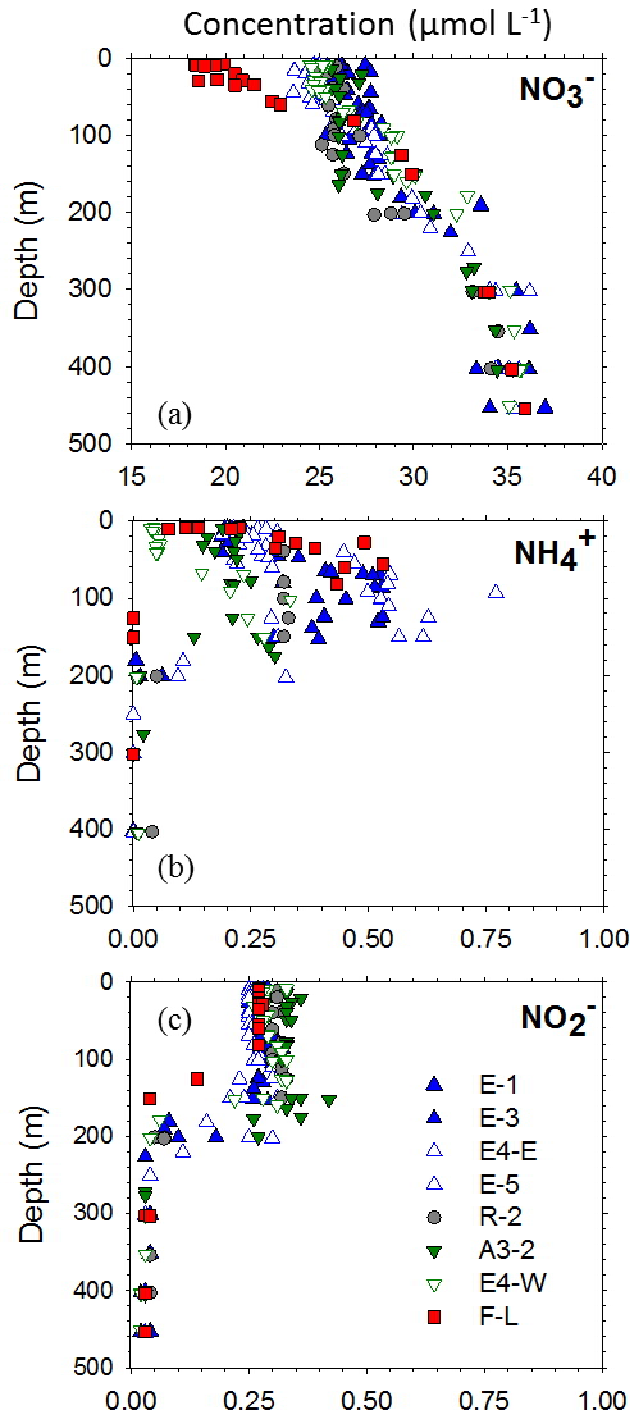 Concentration (μmol L⁻¹)
0
100
200
300
400
500
Depth (m)
NO₃⁻
(a)
15 20 25 30 35 40
0
100
200
300
400
500
Depth (m)
NH₄⁺
(b)
0.00 0.25 0.50 0.75 1.00
0
100
200
300
400
500
Depth (m)
(c)
NO₂⁻
E-1
E-3
E4-E
E-5
R-2
A3-2
E4-W
F-L
0.00 0.25 0.50 0.75 1.00